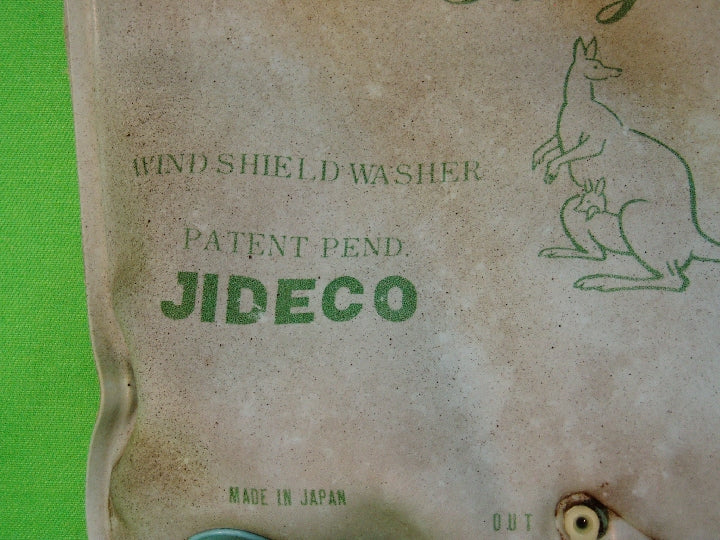 WIND SHIELD WASHER
PATENT PEND.
JIDECO
MADE IN JAPAN
OUT